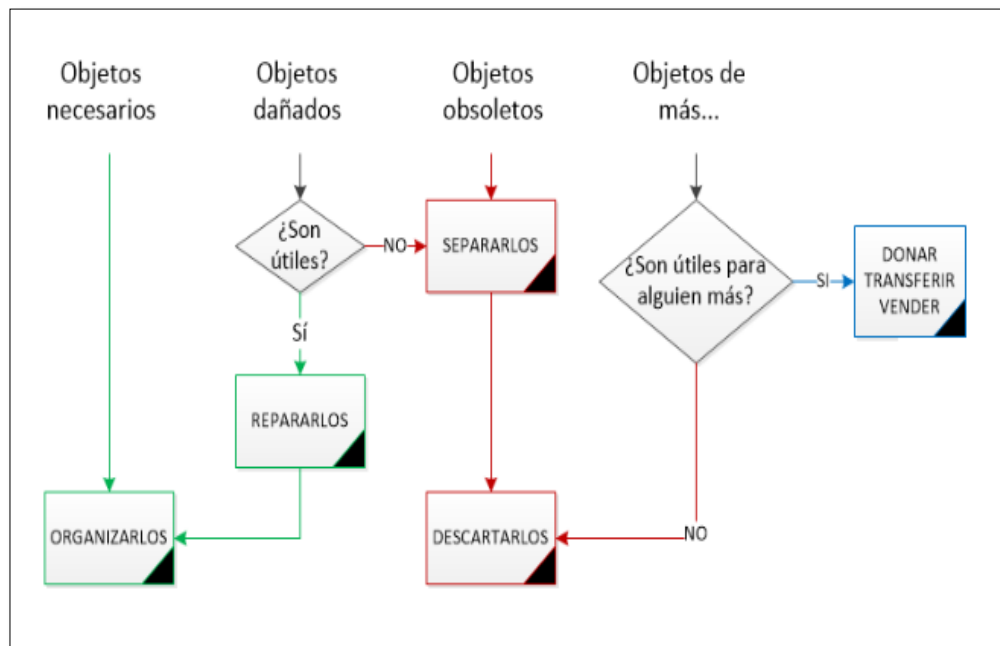 Objetos
necesarios
Objetos
dañados
Objetos
obsoletos
Objetos de
más...
¿Son
útiles?
NO
SEPARARLOS
¿Son útiles para
alguien más?
SI
DONAR
TRANSFERIR
VENDER
Sí
REPARARLOS
ORGANIZARLOS
DESCARTARLOS
NO